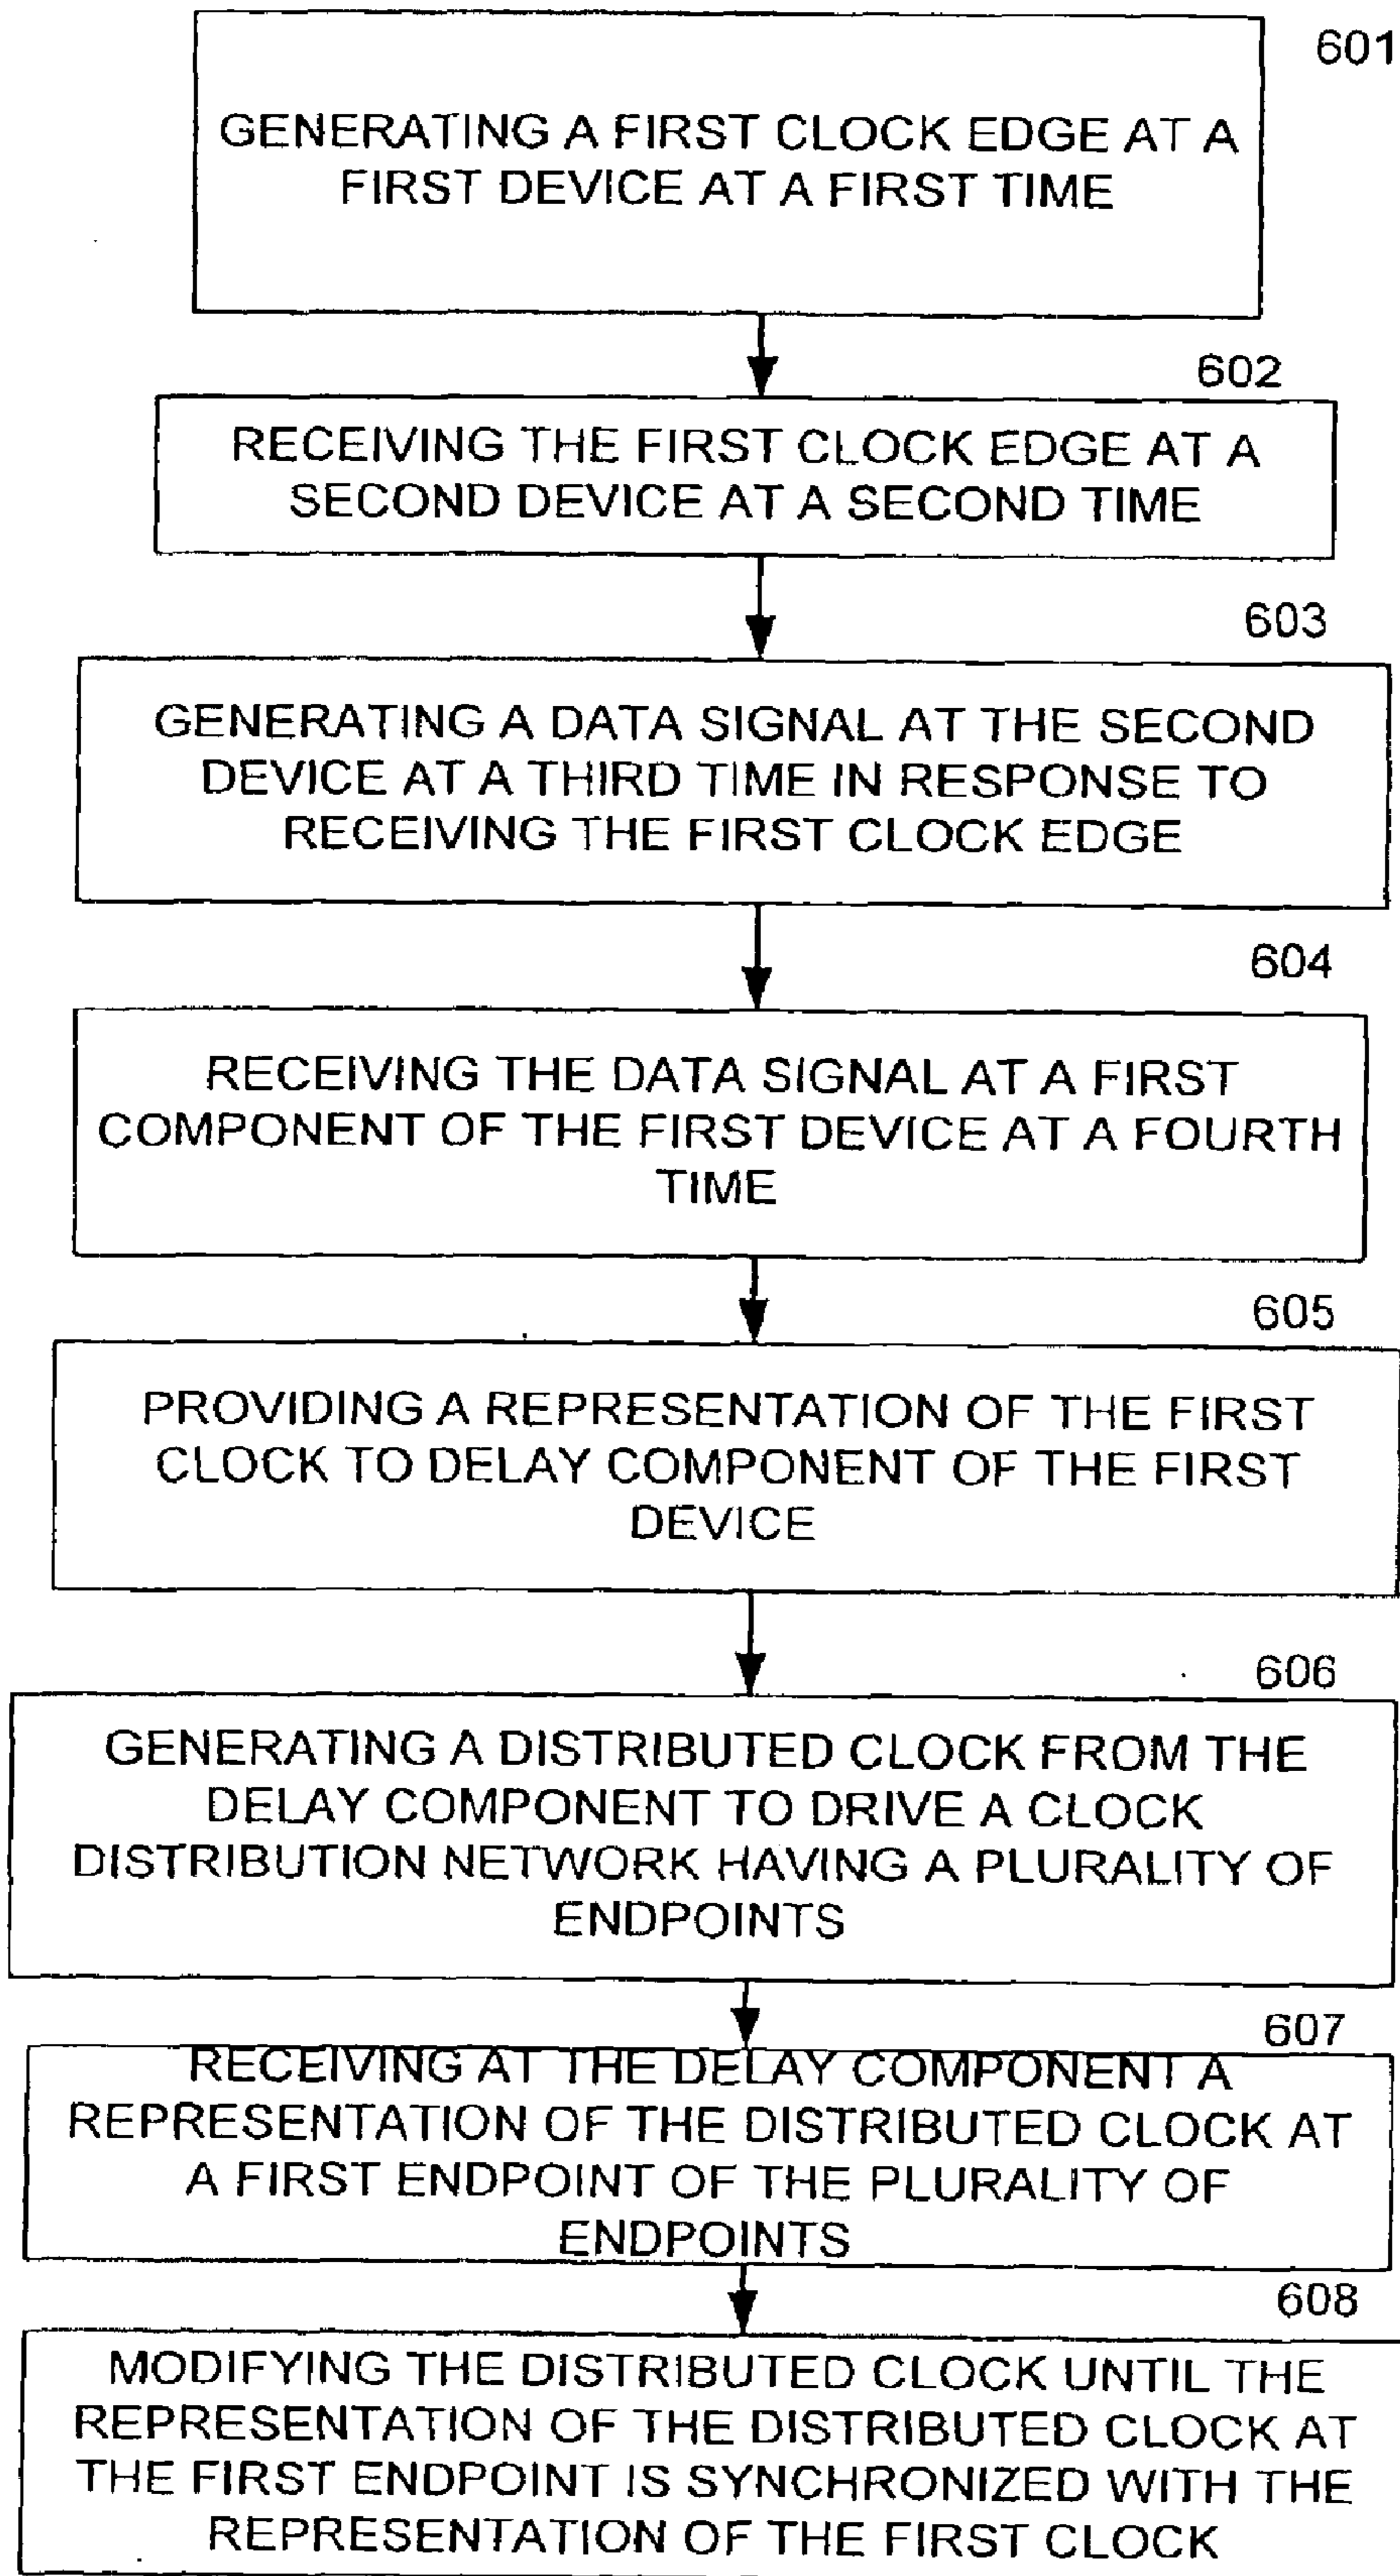 601
GENERATING A FIRST CLOCK EDGE AT A
FIRST DEVICE AT A FIRST TIME
602
RECEIVING THE FIRST CLOCK EDGE AT A
SECOND DEVICE AT A SECOND TIME
603
GENERATING A DATA SIGNAL AT THE SECOND
DEVICE AT A THIRD TIME IN RESPONSE TO
RECEIVING THE FIRST CLOCK EDGE
604
RECEIVING THE DATA SIGNAL AT A FIRST
COMPONENT OF THE FIRST DEVICE AT A FOURTH
TIME
605
PROVIDING A REPRESENTATION OF THE FIRST
CLOCK TO DELAY COMPONENT OF THE FIRST
DEVICE
606
GENERATING A DISTRIBUTED CLOCK FROM THE
DELAY COMPONENT TO DRIVE A CLOCK
DISTRIBUTION NETWORK HAVING A PLURALITY OF
ENDPOINTS
607
RECEIVING AT THE DELAY COMPONENT A
REPRESENTATION OF THE DISTRIBUTED CLOCK AT
A FIRST ENDPOINT OF THE PLURALITY OF
ENDPOINTS
608
MODIFYING THE DISTRIBUTED CLOCK UNTIL THE
REPRESENTATION OF THE DISTRIBUTED CLOCK AT
THE FIRST ENDPOINT IS SYNCHRONIZED WITH THE
REPRESENTATION OF THE FIRST CLOCK